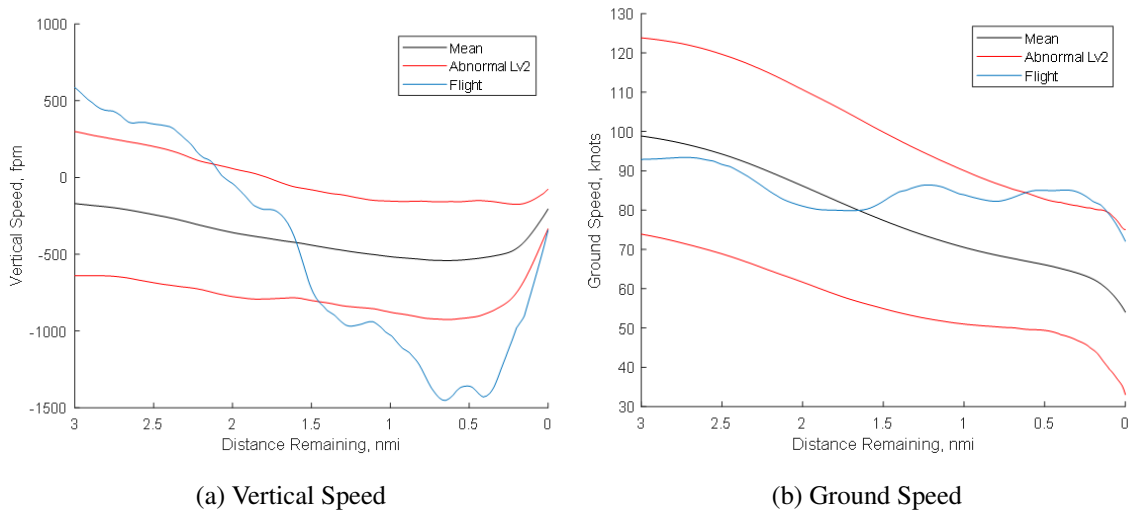 1000
500
0
-500
-1000
-1500
Vertical Speed, fpm
3
2.5
2
1.5
1
0.5
0
Distance Remaining, nmi
Mean
Abnormal Lv2
Flight
(a) Vertical Speed
130
120
110
100
90
80
70
60
50
40
30
Ground Speed, knots
3
2.5
2
1.5
1
0.5
0
Distance Remaining, nmi
Mean
Abnormal Lv2
Flight
(b) Ground Speed